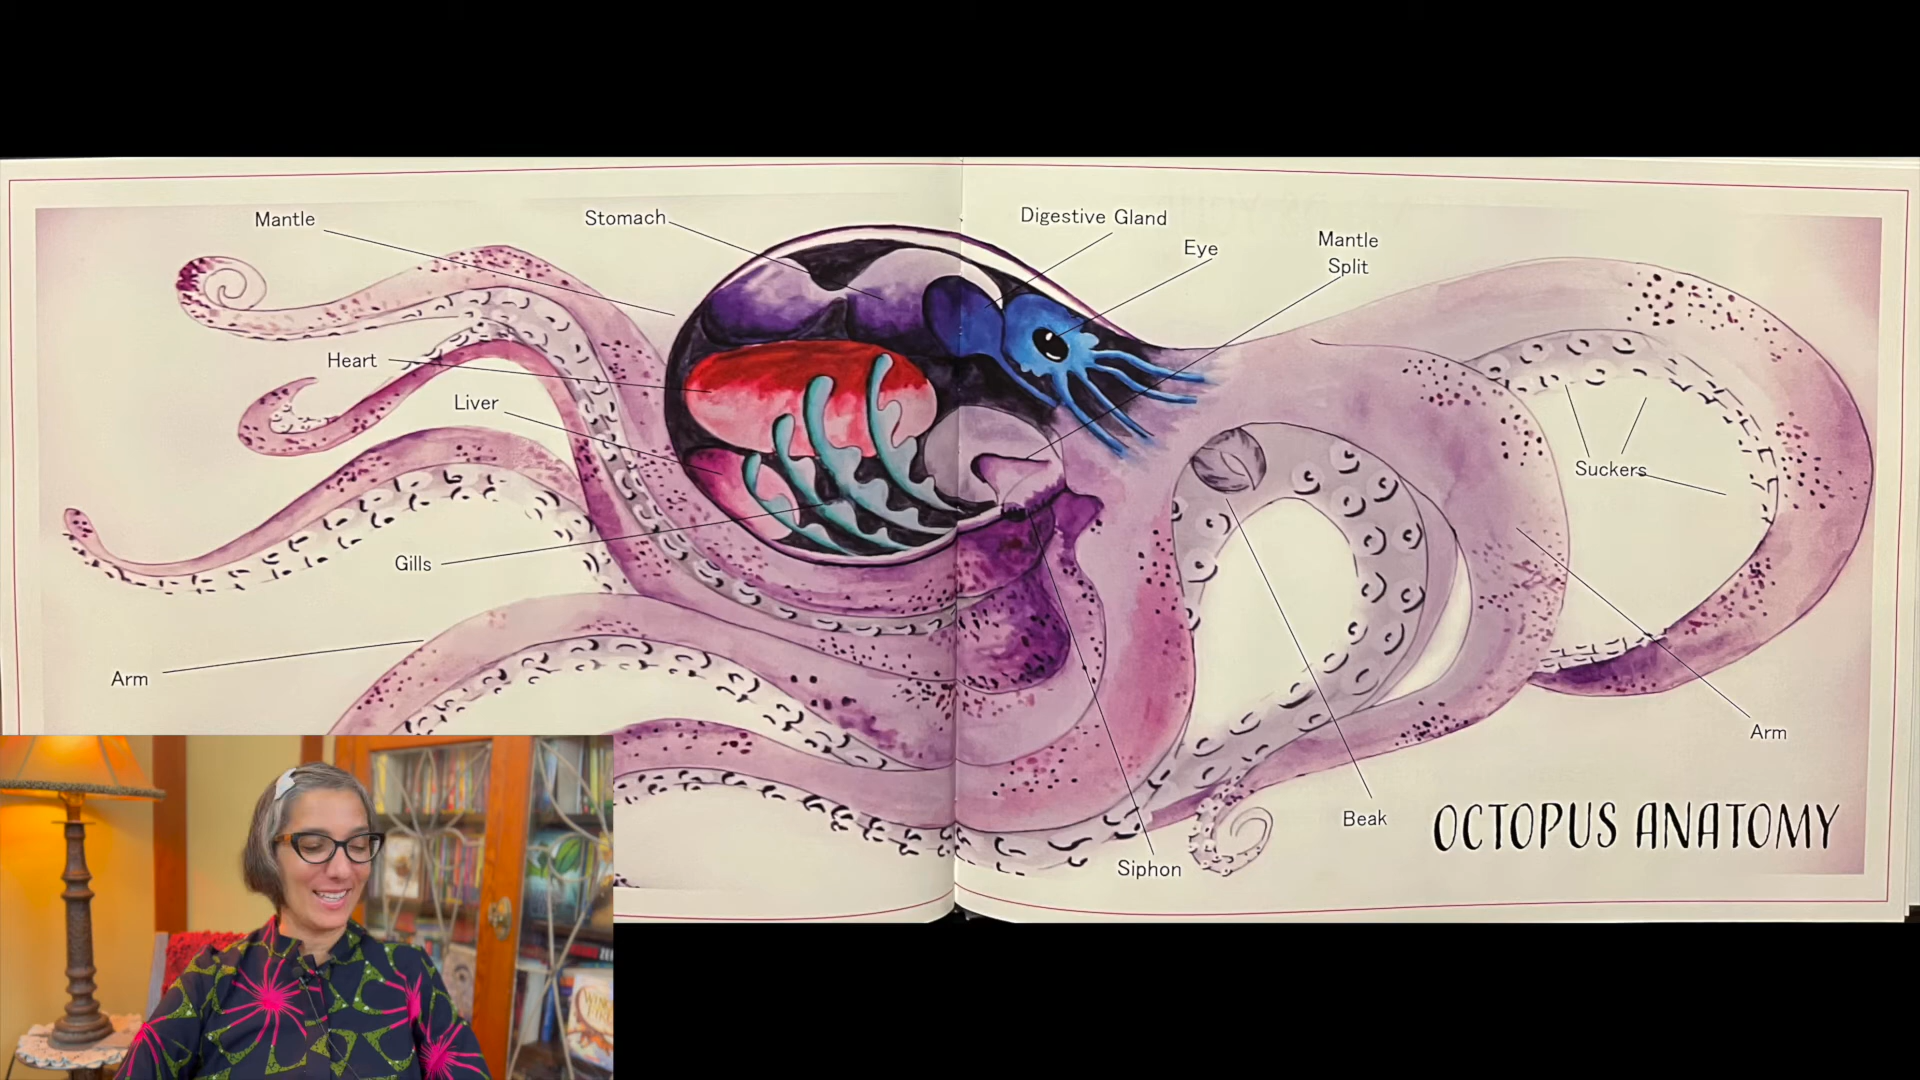 Mantle
Stomach
Digestive Gland
Eye
Mantle
Split
Heart
Liver
Suckers
Gills
Arm
Arm
Beak
OCTOPUS ANATOMY
Siphon